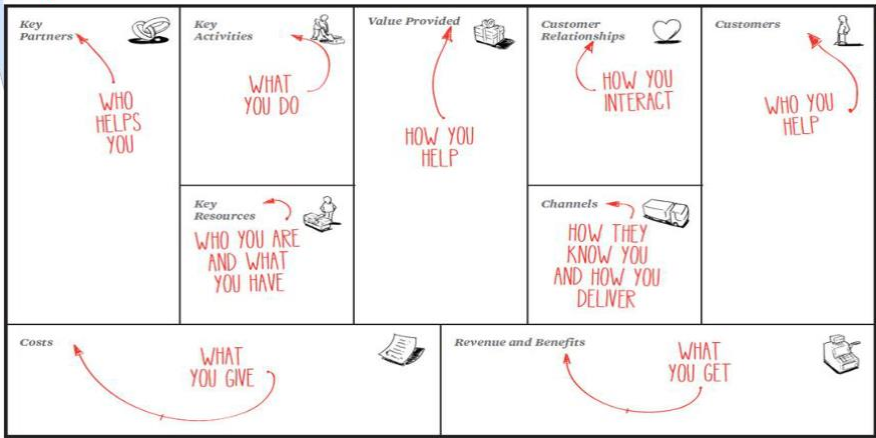 Key
Partners
WHO
HELPS
YOU
Key
Activities
WHAT
YOU DO
Key
Resources
WHO YOU ARE
AND WHAT
YOU HAVE
Value Provided
HOW YOU
HELP
Customer
Relationships
HOW YOU
INTERACT
Channels
HOW THEY
KNOW YOU
AND HOW YOU
DELIVER
Customers
WHO YOU
HELP
Costs
WHAT
YOU GIVE
Revenue and Benefits
WHAT
YOU GET